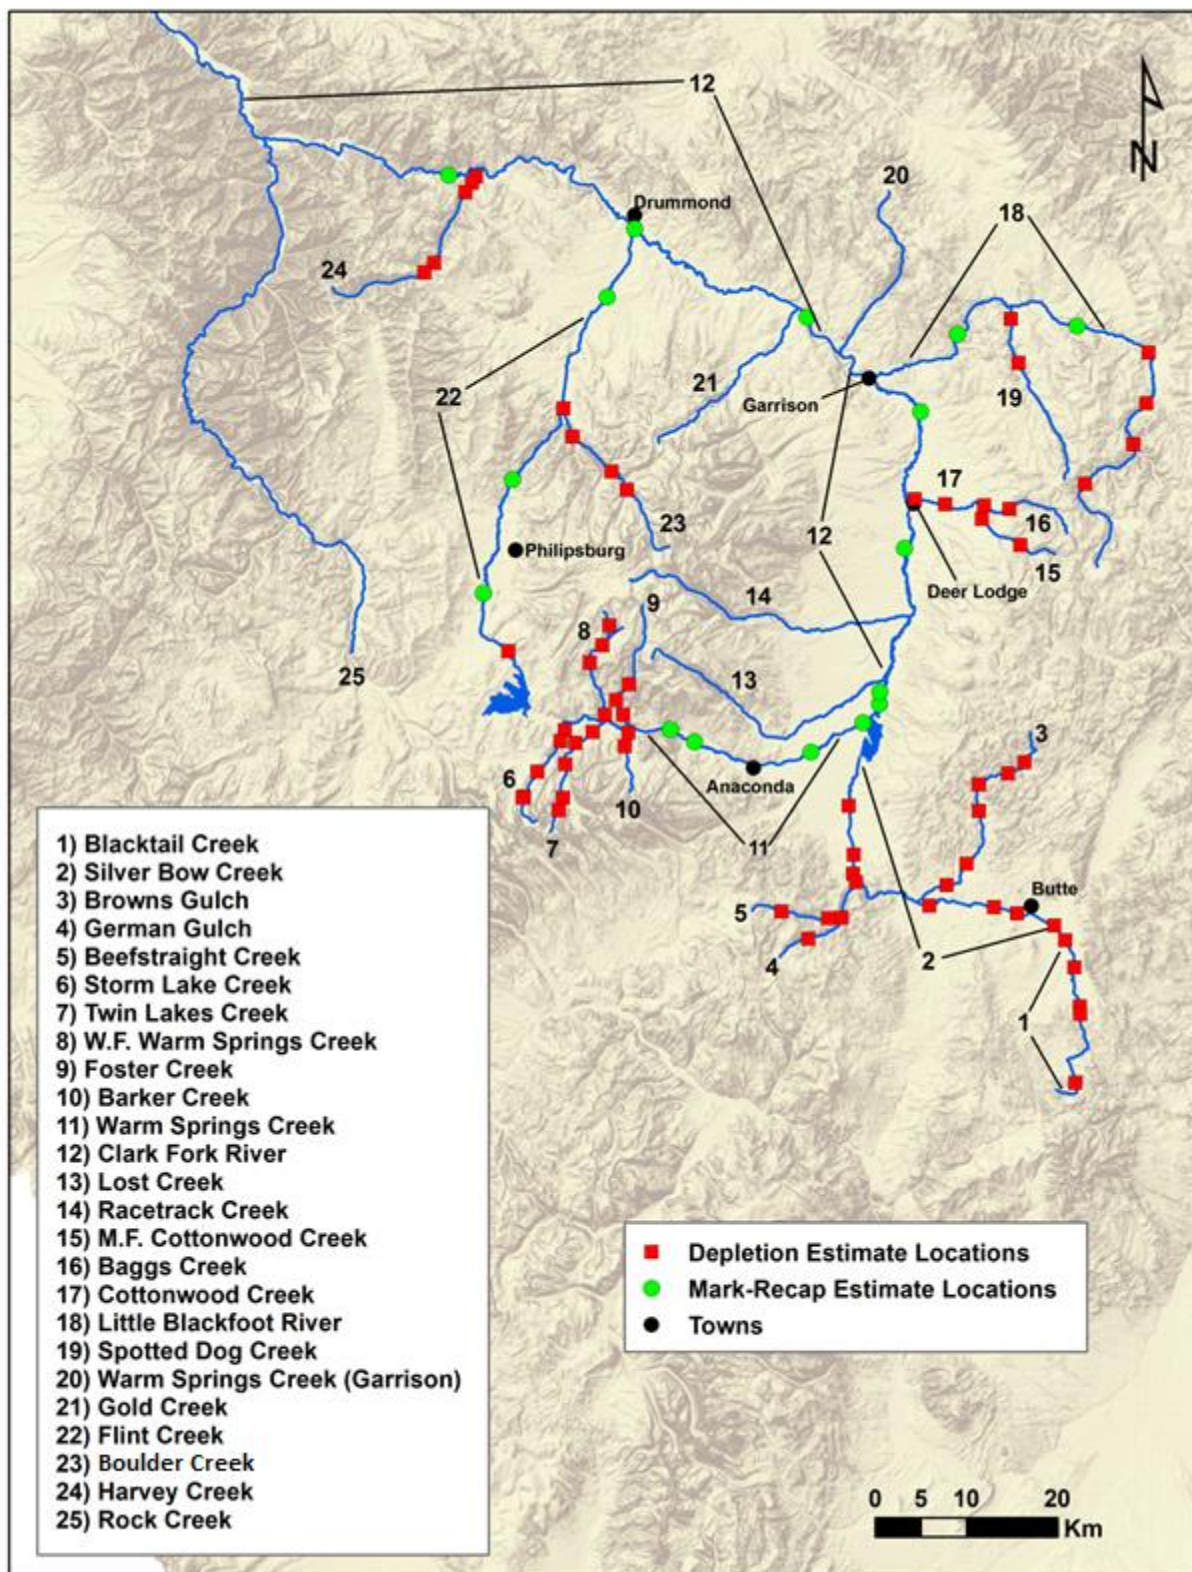 12
N
20
Drummond
18
24
21
22
Garrison
19
17
16
23
12
Philipsburg
15
Deer Lodge
14
9
8
25
13
3
6
Anaconda
10
7
11
Butte
5
2
4
1
1) Blacktail Creek
2) Silver Bow Creek
3) Browns Gulch
4) German Gulch
5) Beefstraight Creek
6) Storm Lake Creek
7) Twin Lakes Creek
8) W.F. Warm Springs Creek
9) Foster Creek
10) Barker Creek
11) Warm Springs Creek
12) Clark Fork River
13) Lost Creek
14) Racetrack Creek
15) M.F. Cottonwood Creek
16) Baggs Creek
17) Cottonwood Creek
18) Little Blackfoot River
19) Spotted Dog Creek
20) Warm Springs Creek (Garrison)
21) Gold Creek
22) Flint Creek
23) Boulder Creek
24) Harvey Creek
25) Rock Creek
Depletion Estimate Locations
Mark-Recap Estimate Locations
Towns
0 5 10 20
Km